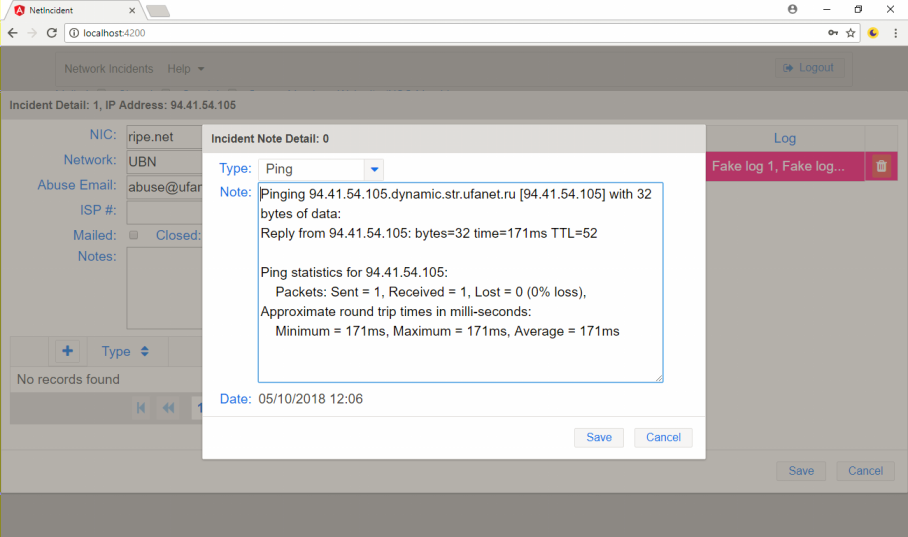 NetIncident
localhost:4200
Network Incidents Help
Logout
Incident Detail: 1, IP Address: 94.41.54.105
NIC: ripe.net
Network: UBN
Abuse Email: abuse@ufan
ISP #:
Mailed: Closed:
Notes:
Log
Fake log 1, Fake log...
Incident Note Detail: 0
Type: Ping
Note: Pinging 94.41.54.105.dynamic.str.ufanet.ru [94.41.54.105] with 32
bytes of data:
Reply from 94.41.54.105: bytes=32 time=171ms TTL=52
Ping statistics for 94.41.54.105:
Packets: Sent = 1, Received = 1, Lost = 0 (0% loss),
Approximate round trip times in milli-seconds:
Minimum = 171ms, Maximum = 171ms, Average = 171ms
Date: 05/10/2018 12:06
Save Cancel
Type
No records found
1
Save Cancel